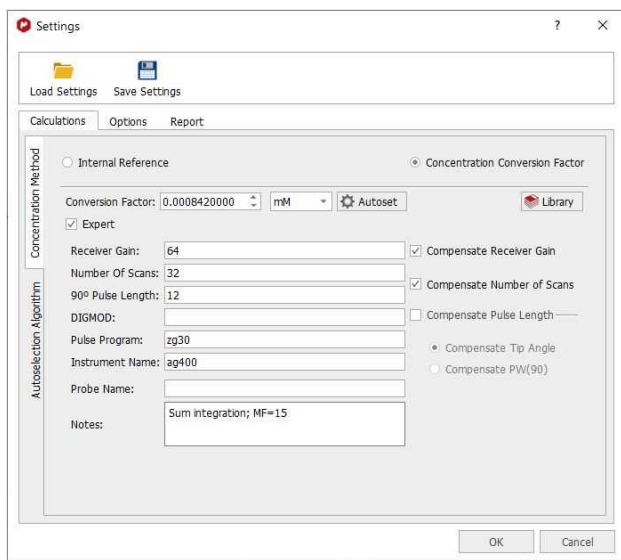 Settings
?
Load Settings Save Settings
Calculations Options Report
Concentration Method
Autoselection Algorithm
Internal Reference Concentration Conversion Factor
Conversion Factor: 0.0008420000 mM Autoset Library
Expert
Receiver Gain: 64 Compensate Receiver Gain
Number Of Scans: 32 Compensate Number of Scans
90º Pulse Length: 12
DIGMOD: Compensate Pulse Length
Pulse Program: zg30 Compensate Tip Angle
Instrument Name: ag400 Compensate PW(90)
Probe Name:
Notes: Sum integration; MF=15
OK Cancel